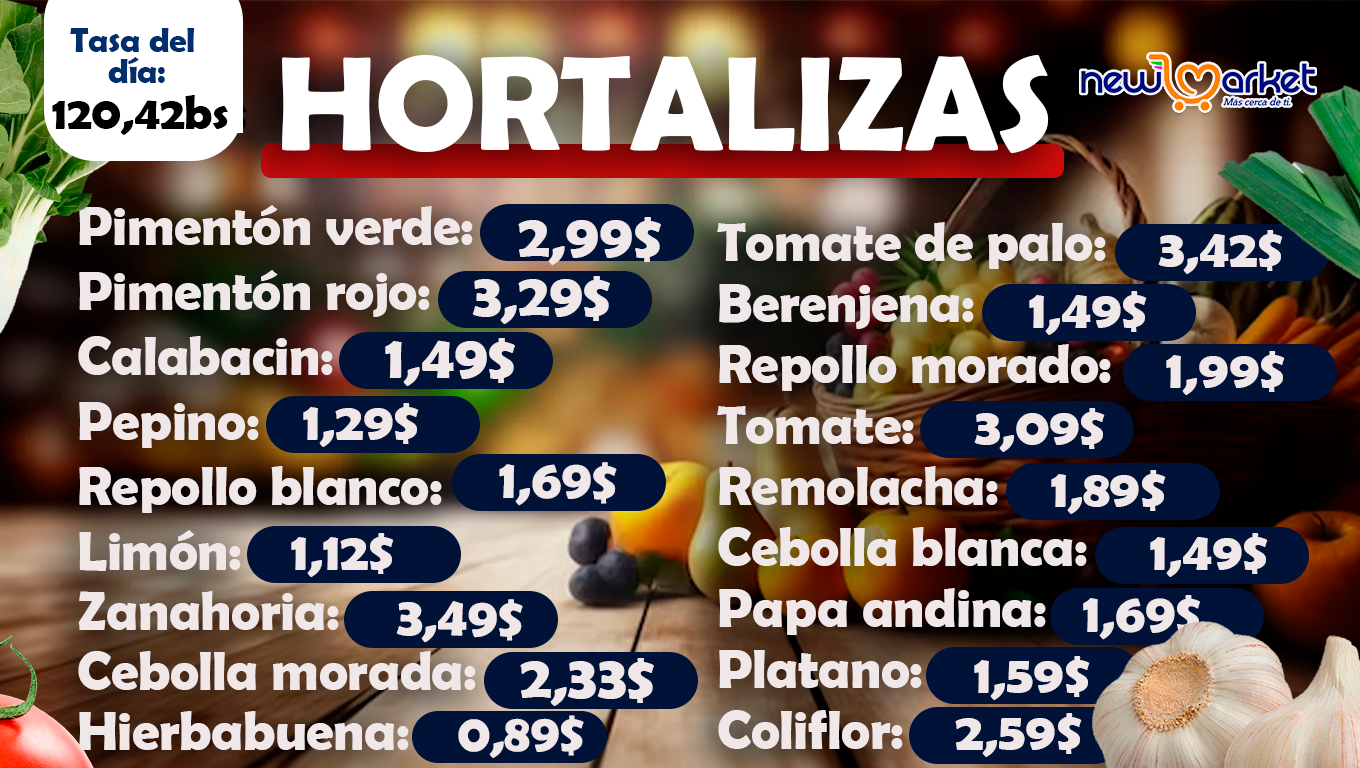 Tasa del
día:
120,42bs
HORTALIZAS
newmarket
Más cerca de tí.
Pimentón verde: 2,99$
Pimentón rojo: 3,29$
Calabacin: 1,49$
Pepino: 1,29$
Repollo blanco: 1,69$
Limón: 1,12$
Zanahoria: 3,49$
Cebolla morada: 2,33$
Hierbabuena: 0,89$
Tomate de palo: 3,42$
Berenjena: 1,49$
Repollo morado: 1,99$
Tomate: 3,09$
Remolacha: 1,89$
Cebolla blanca: 1,49$
Papa andina: 1,69$
Platano: 1,59$
Coliflor: 2,59$